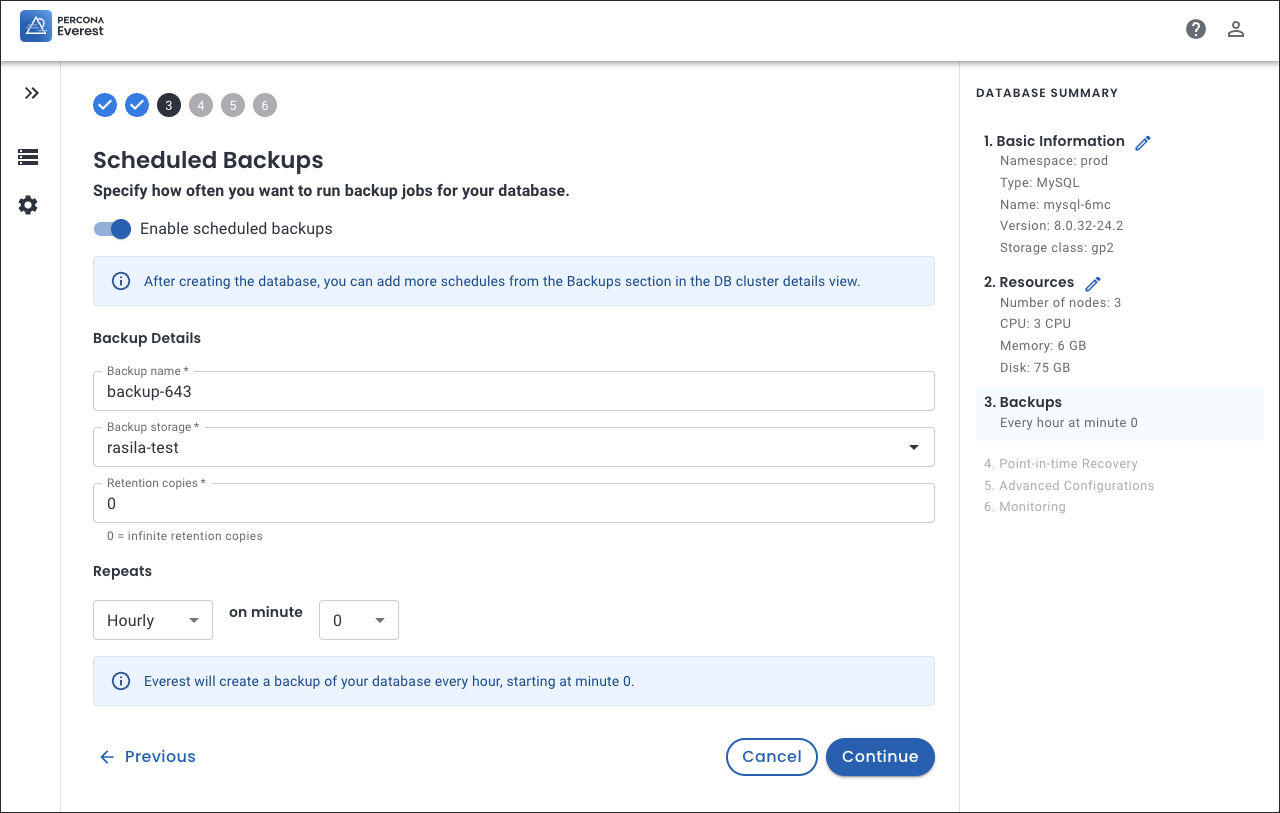 PERCONA
Everest
3 4 5 6
Scheduled Backups
Specify how often you want to run backup jobs for your database.
Enable scheduled backups
After creating the database, you can add more schedules from the Backups section in the DB cluster details view.
Backup Details
Backup name *
backup-643
Backup storage *
rasila-test
Retention copies *
0
0 = infinite retention copies
Repeats
Hourly on minute 0
Everest will create a backup of your database every hour, starting at minute 0.
Previous Cancel Continue
DATABASE SUMMARY
1. Basic Information
Namespace: prod
Type: MySQL
Name: mysql-6mc
Version: 8.0.32-24.2
Storage class: gp2
2. Resources
Number of nodes: 3
CPU: 3 CPU
Memory: 6 GB
Disk: 75 GB
3. Backups
Every hour at minute 0
4. Point-in-time Recovery
5. Advanced Configurations
6. Monitoring